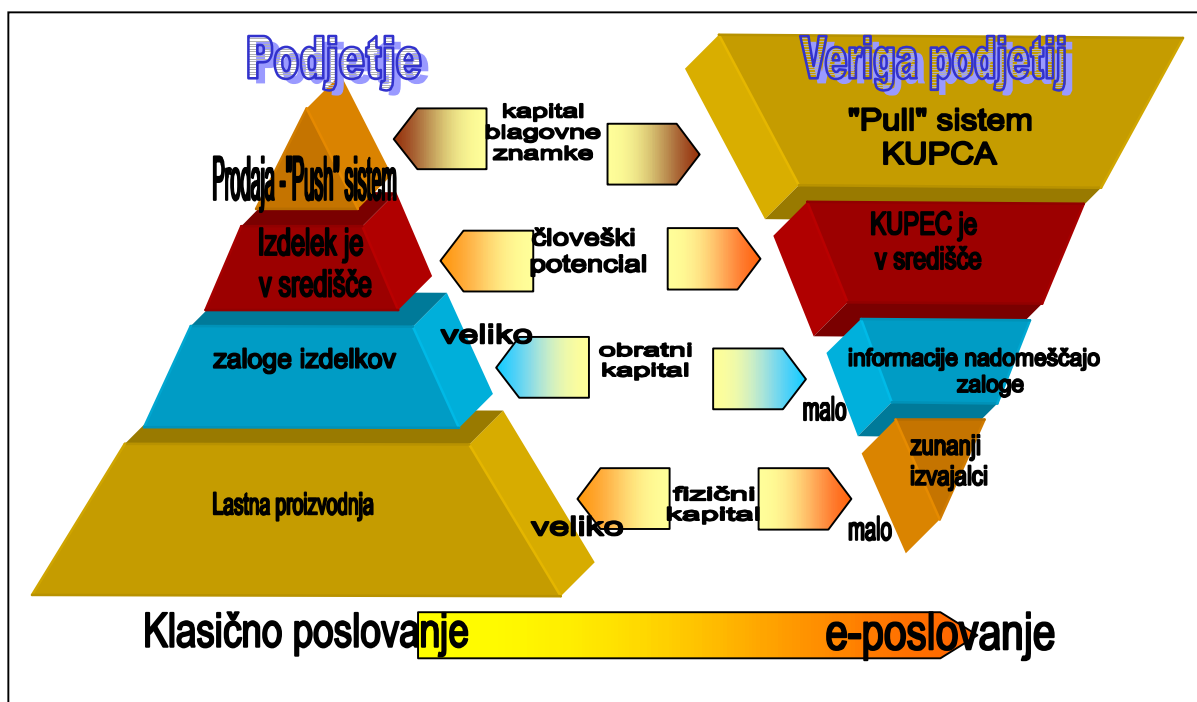 Podjetje
Veriga podjetij
kapital
blagovne
znamke
"Pull" sistem
KUPCA
Prodaja -"Push" sistem
Izdelek je
v središče
človeški
potencial
KUPEC je
v središče
veliko
zaloge izdelkov
obratni
kapital
malo
informacije nadomeščajo
zaloge
Lastna proizvodnja
veliko
fizični
kapital
malo
zunanji
izvajalci
Klasično poslovanje
e-poslovanje